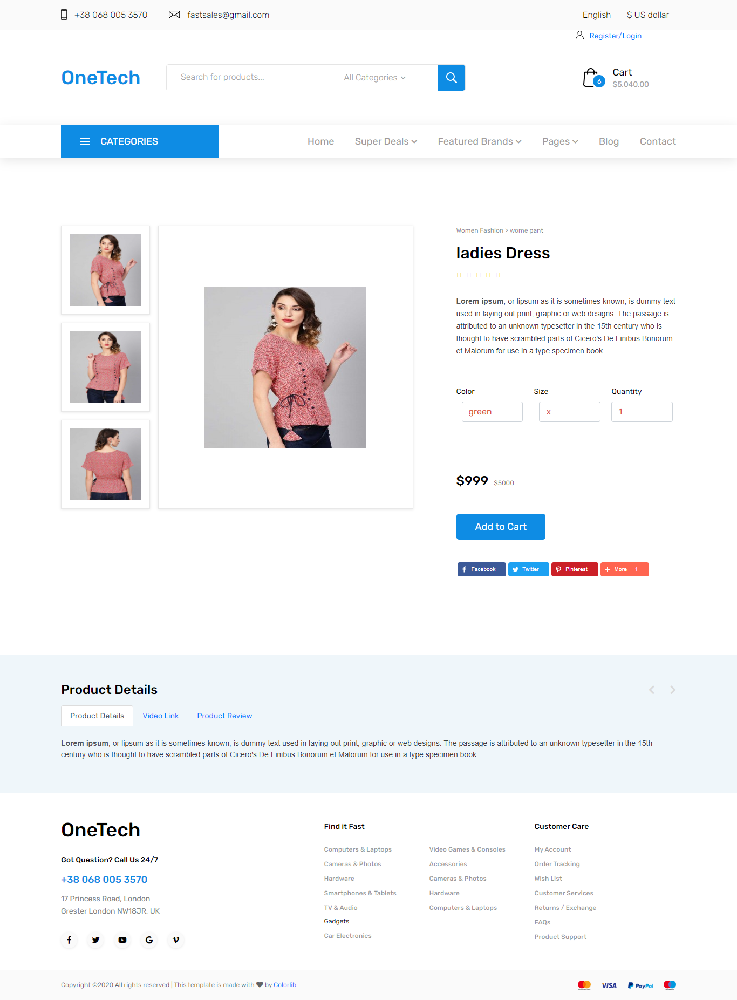 +38 068 005 3570
fastsales@gmail.com
English
$ US dollar
Register/Login
OneTech
Search for products...
All Categories
6
Cart
$5,040.00
CATEGORIES
Home
Super Deals
Featured Brands
Pages
Blog
Contact
Women Fashion > wome pant
ladies Dress
Lorem ipsum, or lipsum as it is sometimes known, is dummy text
used in laying out print, graphic or web designs. The passage is
attributed to an unknown typesetter in the 15th century who is
thought to have scrambled parts of Cicero's De Finibus Bonorum
et Malorum for use in a type specimen book.
Color
Size
Quantity
green
x
1
$999 $5000
Add to Cart
Facebook
Twitter
Pinterest
More 1
Product Details
Product Details
Video Link
Product Review
Lorem ipsum, or lipsum as it is sometimes known, is dummy text used in laying out print, graphic or web designs. The passage is attributed to an unknown typesetter in the 15th
century who is thought to have scrambled parts of Cicero's De Finibus Bonorum et Malorum for use in a type specimen book.
OneTech
Got Question? Call Us 24/7
+38 068 005 3570
17 Princess Road, London
Grester London NW18JR, UK
Find it Fast
Computers & Laptops
Cameras & Photos
Hardware
Smartphones & Tablets
TV & Audio
Gadgets
Car Electronics
Video Games & Consoles
Accessories
Cameras & Photos
Hardware
Computers & Laptops
Customer Care
My Account
Order Tracking
Wish List
Customer Services
Returns / Exchange
FAQs
Product Support
Copyright ©2020 All rights reserved | This template is made with ♥ by Colorlib
mastercard
VISA
PayPal
maestro